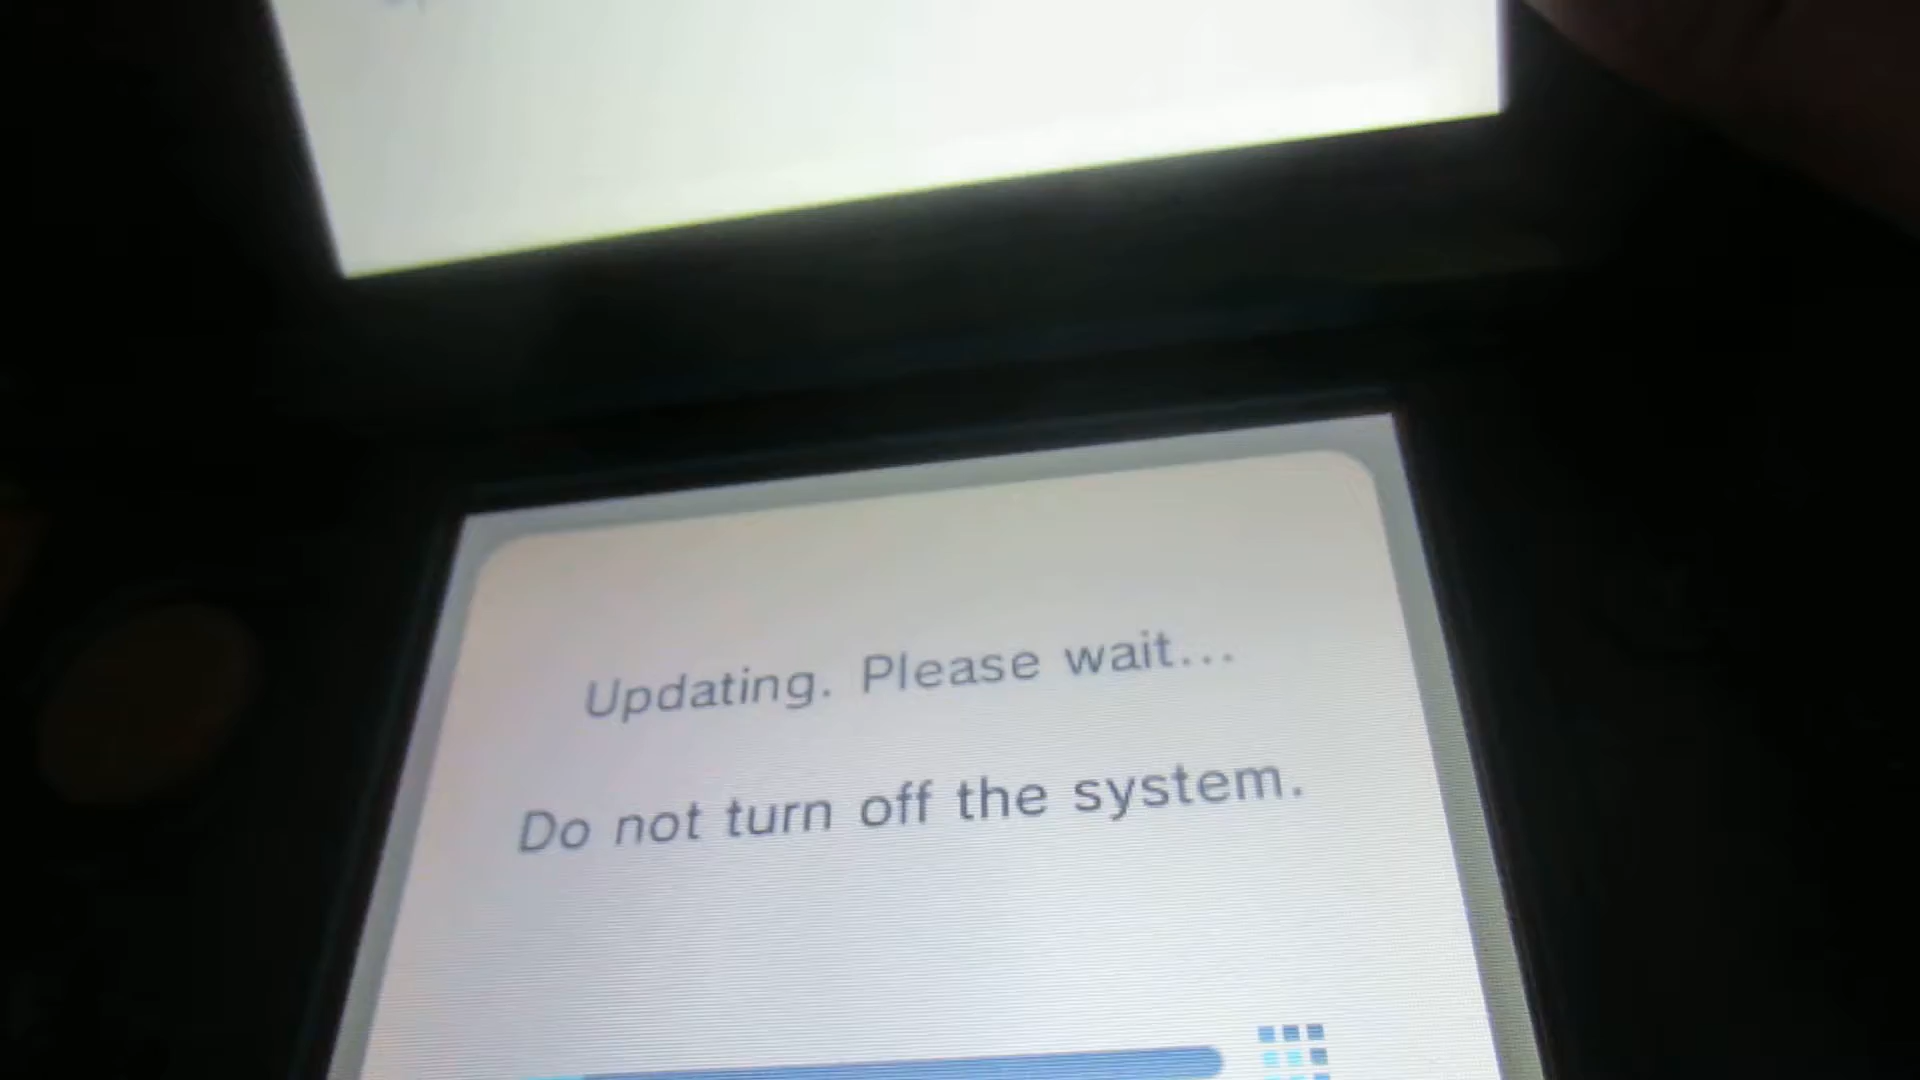 Updating. Please wait...
Do not turn off the system.